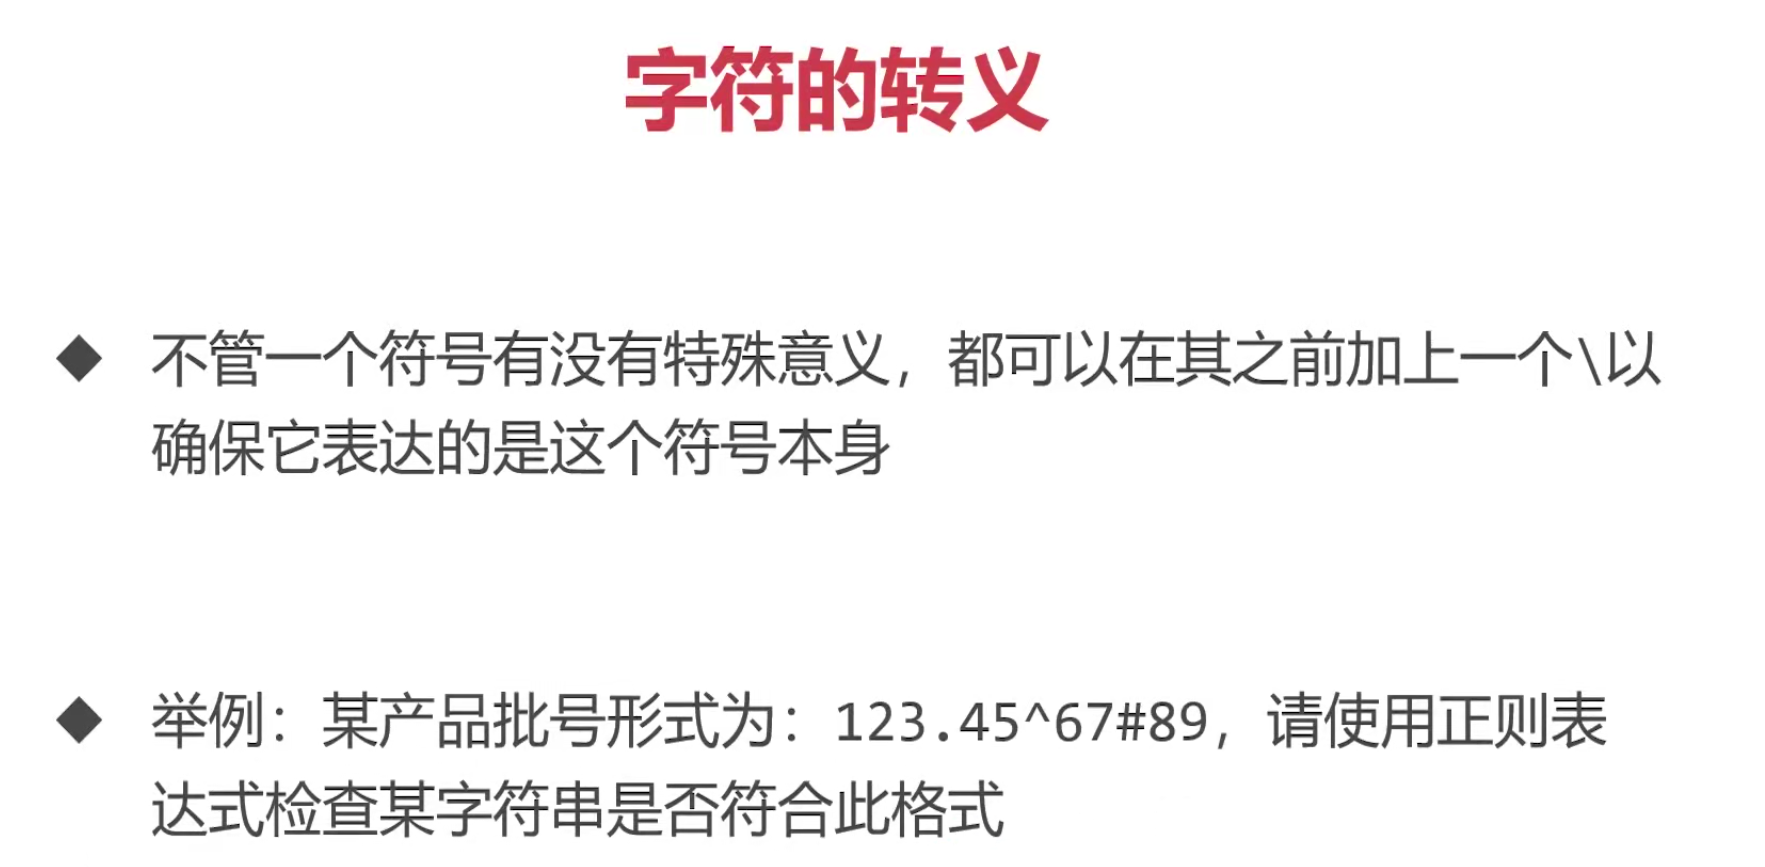 字符的转义
◆ 不管一个符号有没有特殊意义，都可以在其之前加上一个\以
确保它表达的是这个符号本身
◆ 举例：某产品批号形式为：123.45^67#89，请使用正则表
达式检查某字符串是否符合此格式